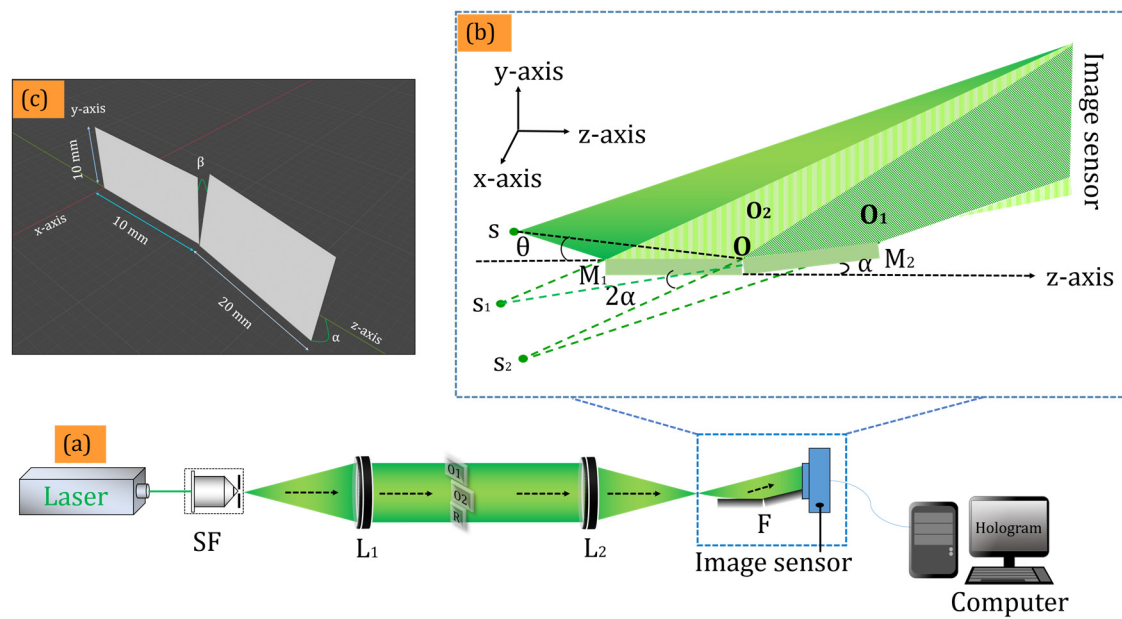 (c)
y-axis
β
10 mm
x-axis
10 mm
20 mm
z-axis
α
(b)
y-axis
z-axis
x-axis
Image sensor
s
θ
O₂
O₁
O
M₁
α
M₂
2α
z-axis
s₁
s₂
(a)
Laser
SF
L₁
O1
O2
R
L₂
F
Image sensor
Hologram
Computer